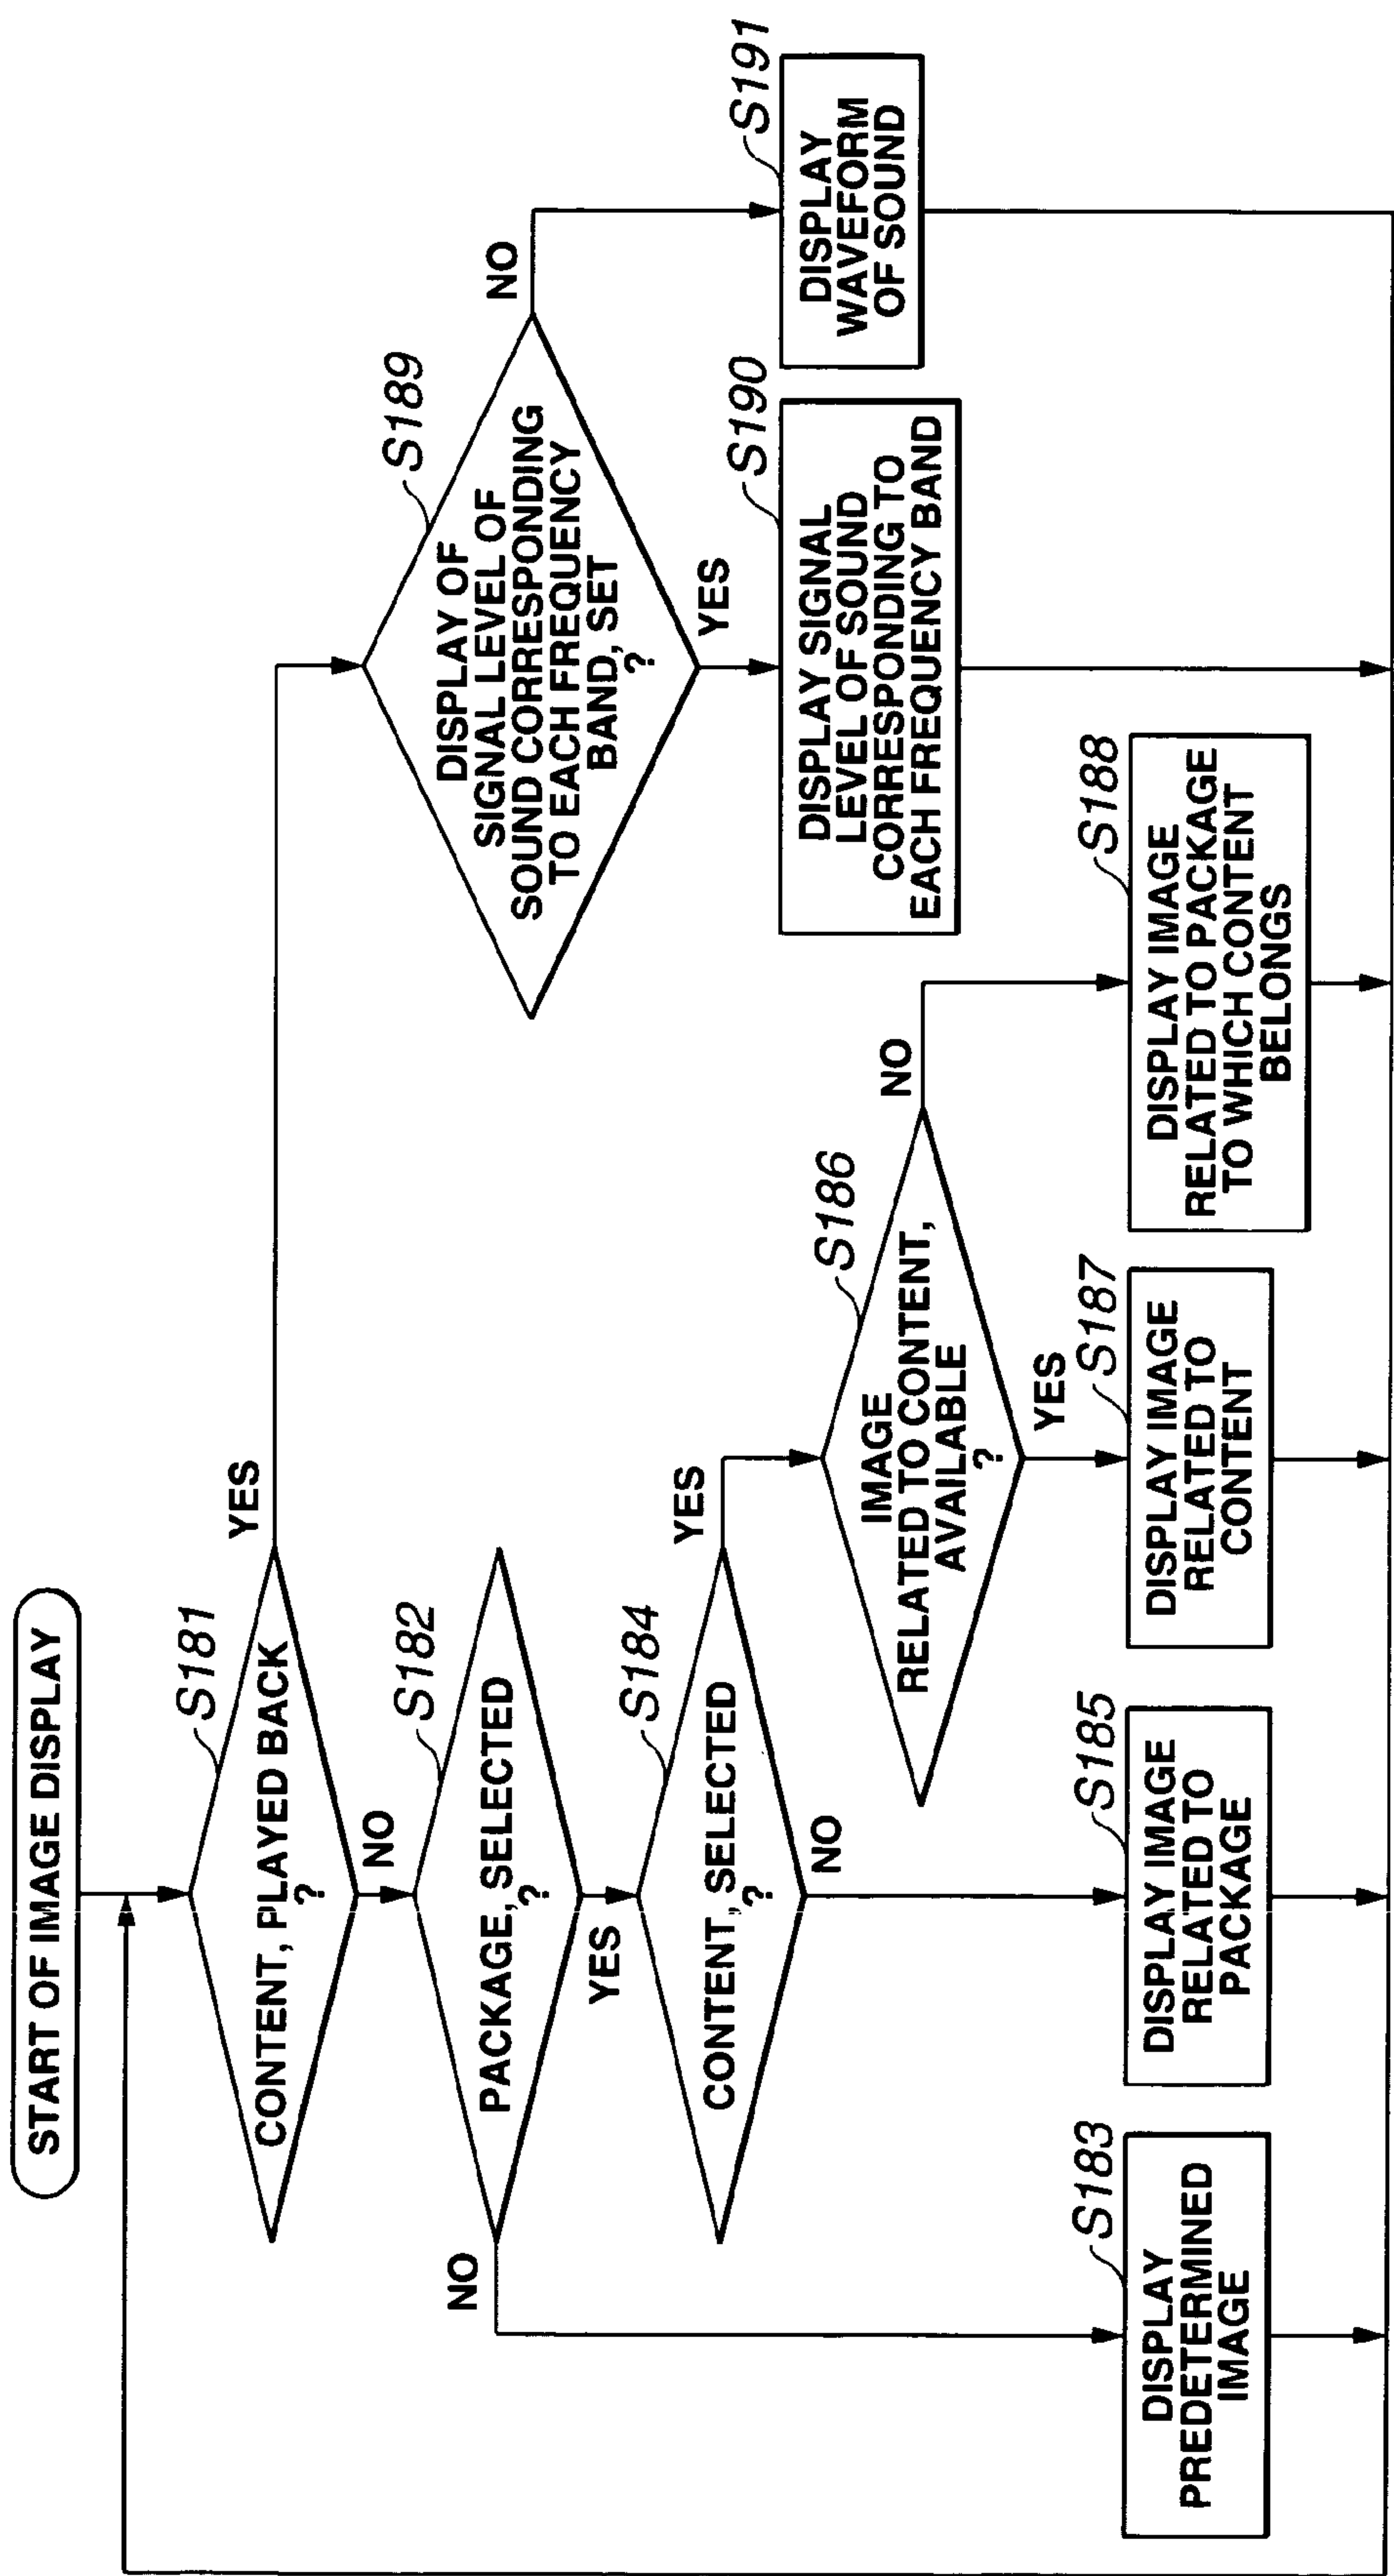 START OF IMAGE DISPLAY
S181
CONTENT, PLAYED BACK
?
YES
NO
S182
PACKAGE, SELECTED
?
NO
YES
S184
CONTENT, SELECTED
?
YES
NO
S189
DISPLAY OF
SIGNAL LEVEL OF
SOUND CORRESPONDING
TO EACH FREQUENCY
BAND, SET
?
NO
YES
S190
DISPLAY SIGNAL
LEVEL OF SOUND
CORRESPONDING TO
EACH FREQUENCY BAND
S191
DISPLAY
WAVEFORM
OF SOUND
S186
IMAGE
RELATED TO CONTENT,
AVAILABLE
?
NO
YES
S183
DISPLAY
PREDETERMINED
IMAGE
S185
DISPLAY IMAGE
RELATED TO
PACKAGE
S187
DISPLAY IMAGE
RELATED TO
CONTENT
S188
DISPLAY IMAGE
RELATED TO PACKAGE
TO WHICH CONTENT
BELONGS